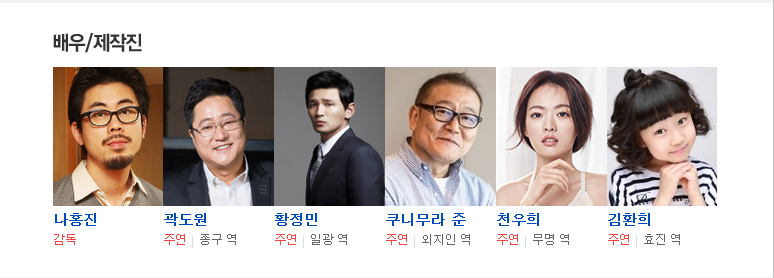 배우/제작진
나홍진
감독
곽도원
주연 | 종구 역
황정민
주연 | 일광 역
쿠니무라 준
주연 | 외지인 역
천우희
주연 | 무명 역
김환희
주연 | 효진 역